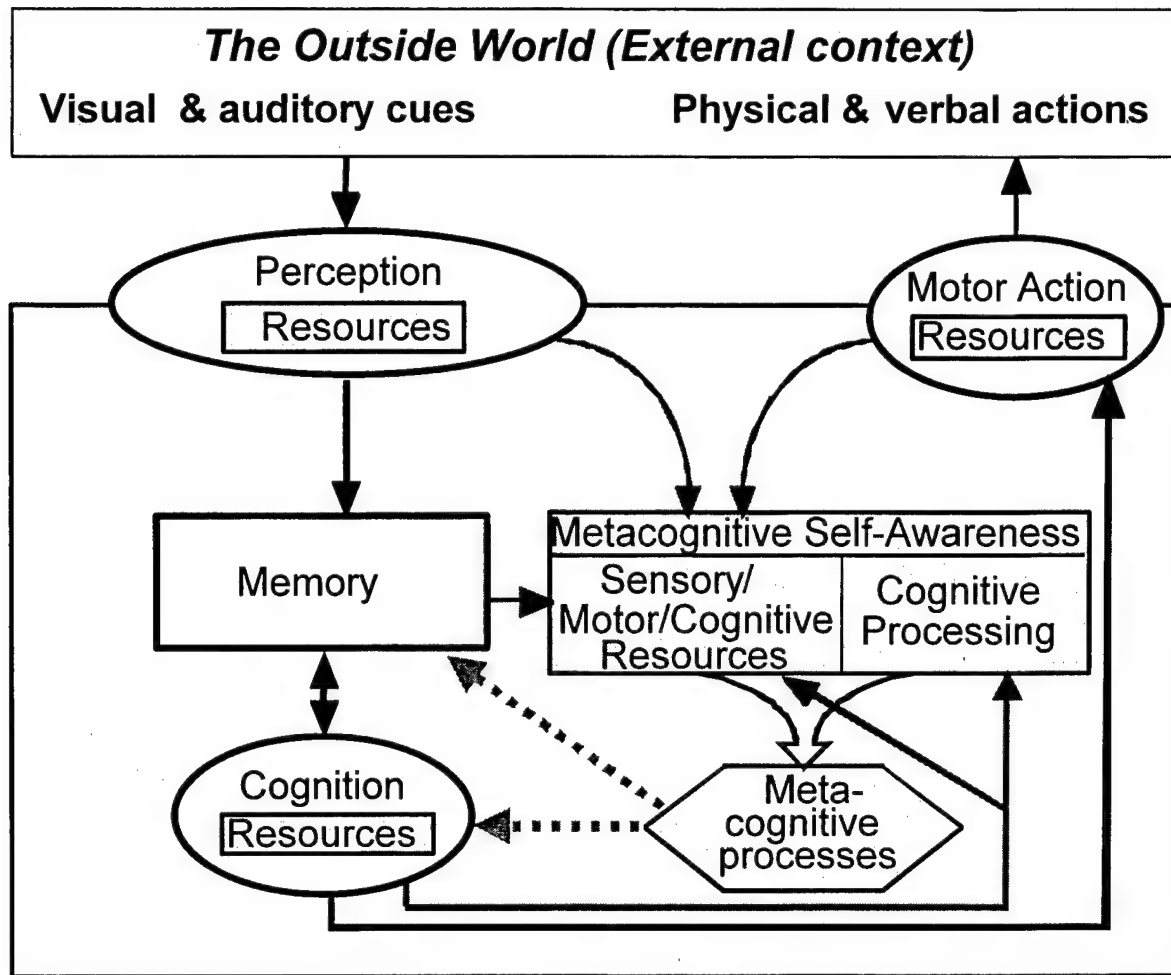 The Outside World (External context)
Visual & auditory cues
Physical & verbal actions
Perception
Resources
Motor Action
Resources
Memory
Metacognitive Self-Awareness
Sensory/
Motor/Cognitive
Resources
Cognitive
Processing
Cognition
Resources
Meta-
cognitive
processes